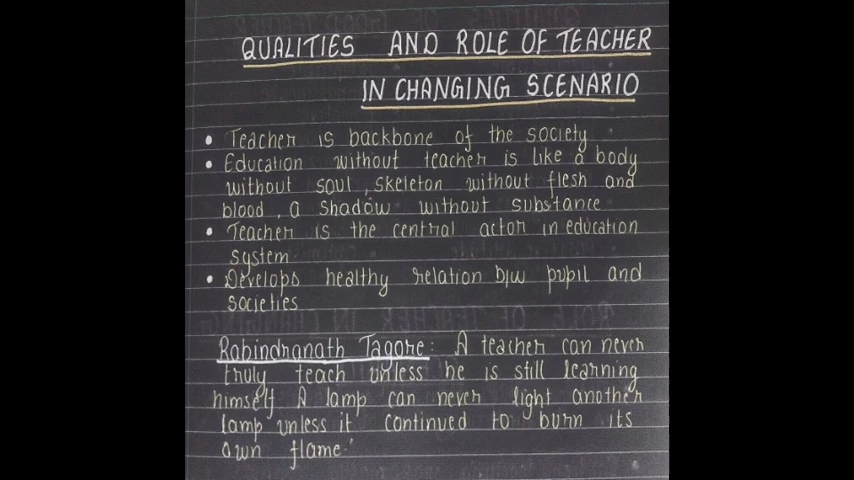 QUALITIES AND ROLE OF TEACHER
IN CHANGING SCENARIO
• Teacher is backbone of the society
• Education without teacher is like a body
without soul, skeleton without flesh and
blood, a shadow without substance
• Teacher is the central actor in education
system
• Develops healthy relation b/w pupil and
societies
Rabindranath Tagore: A teacher can never
truly teach unless he is still learning
himself A lamp can never light another
lamp unless it continued to burn its
own flame.